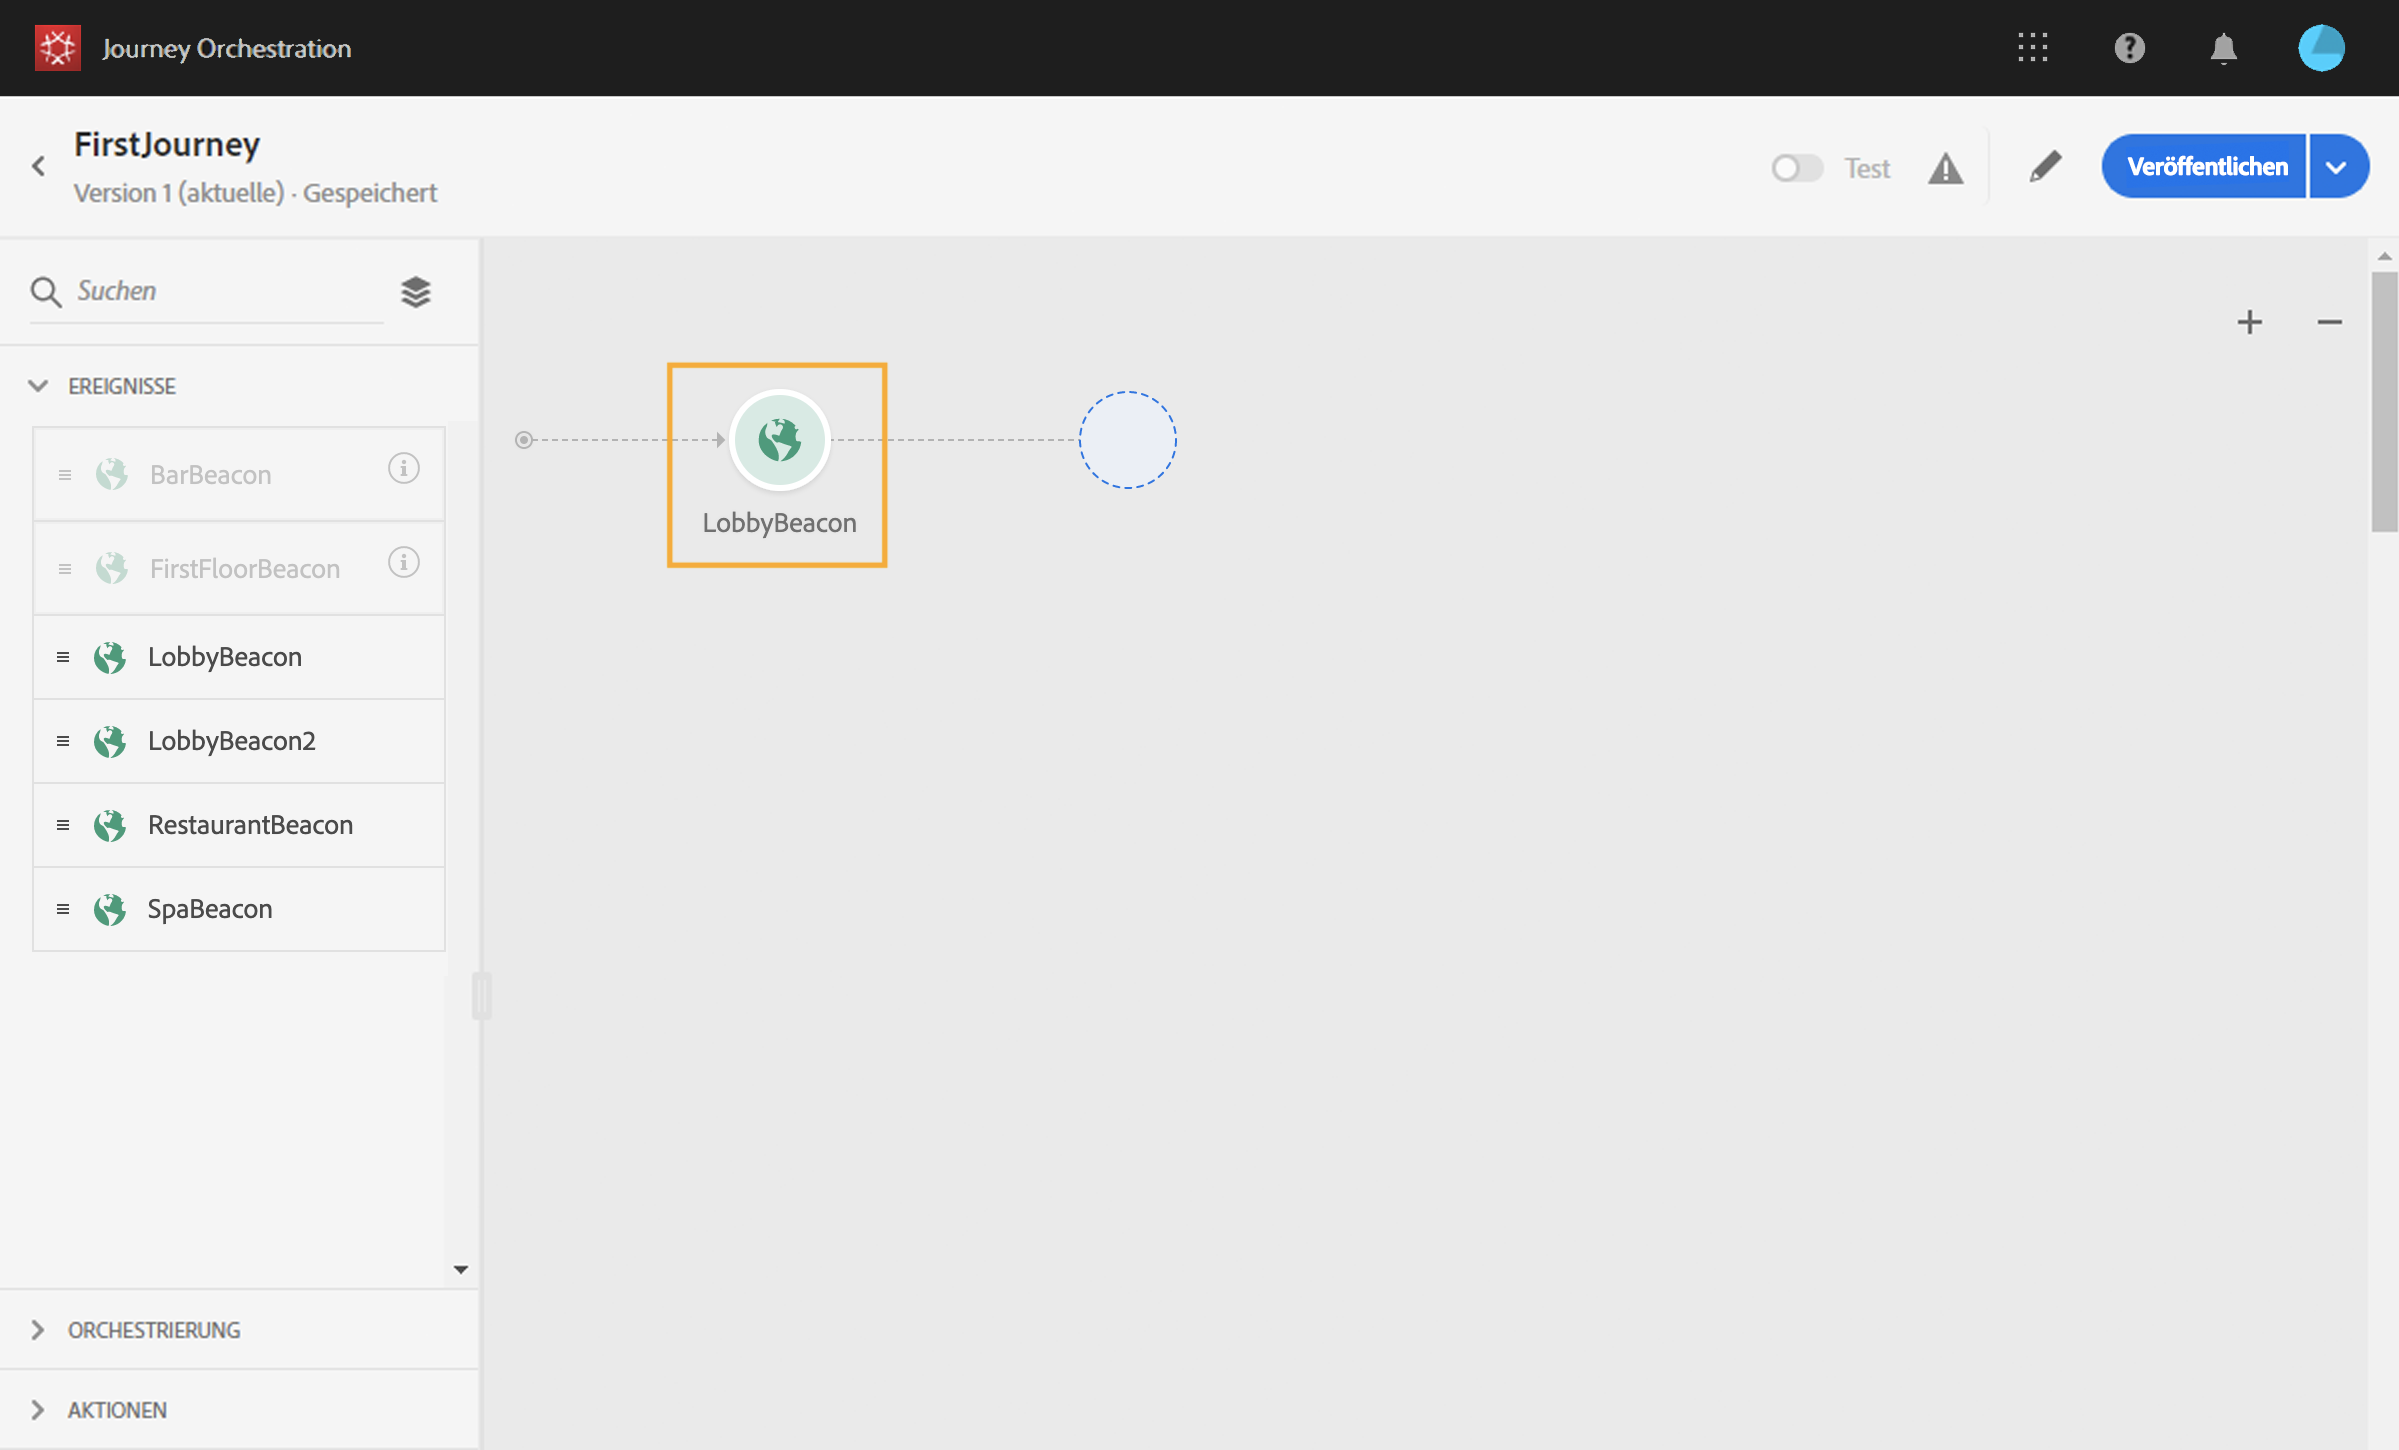 Journey Orchestration
FirstJourney
Version 1 (aktuelle) · Gespeichert
Test
Veröffentlichen
Suchen
EREIGNISSE
BarBeacon
FirstFloorBeacon
LobbyBeacon
LobbyBeacon2
RestaurantBeacon
SpaBeacon
LobbyBeacon
ORCHESTRIERUNG
AKTIONEN